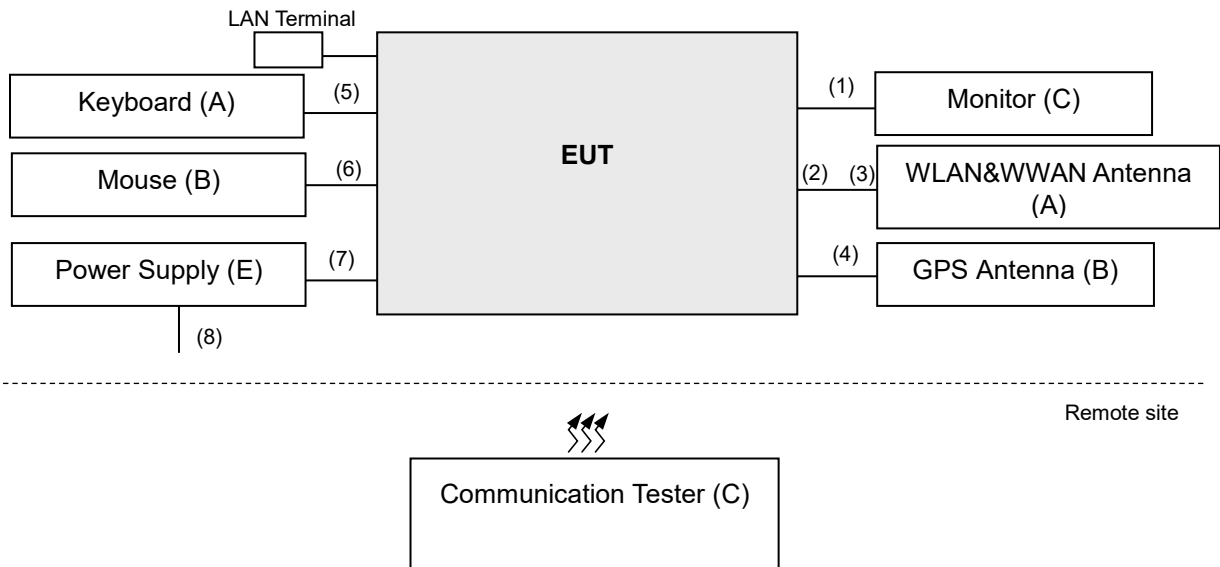 LAN Terminal
Keyboard (A)
(5)
EUT
(1)
Monitor (C)
Mouse (B)
(6)
(2)
(3)
WLAN&WWAN Antenna
(A)
Power Supply (E)
(7)
(4)
GPS Antenna (B)
(8)
Remote site
Communication Tester (C)